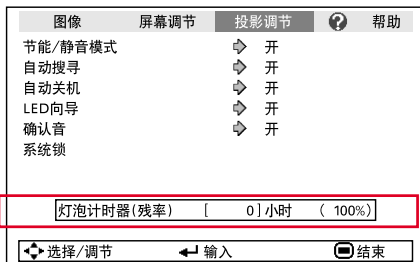 图像 屏幕调节 投影调节 ? 帮助
节能/静音模式 开
自动搜寻 开
自动关机 开
LED向导 开
确认音 开
系统锁
灯泡计时器(残率) [ 0]小时 ( 100%)
选择/调节 输入 结束